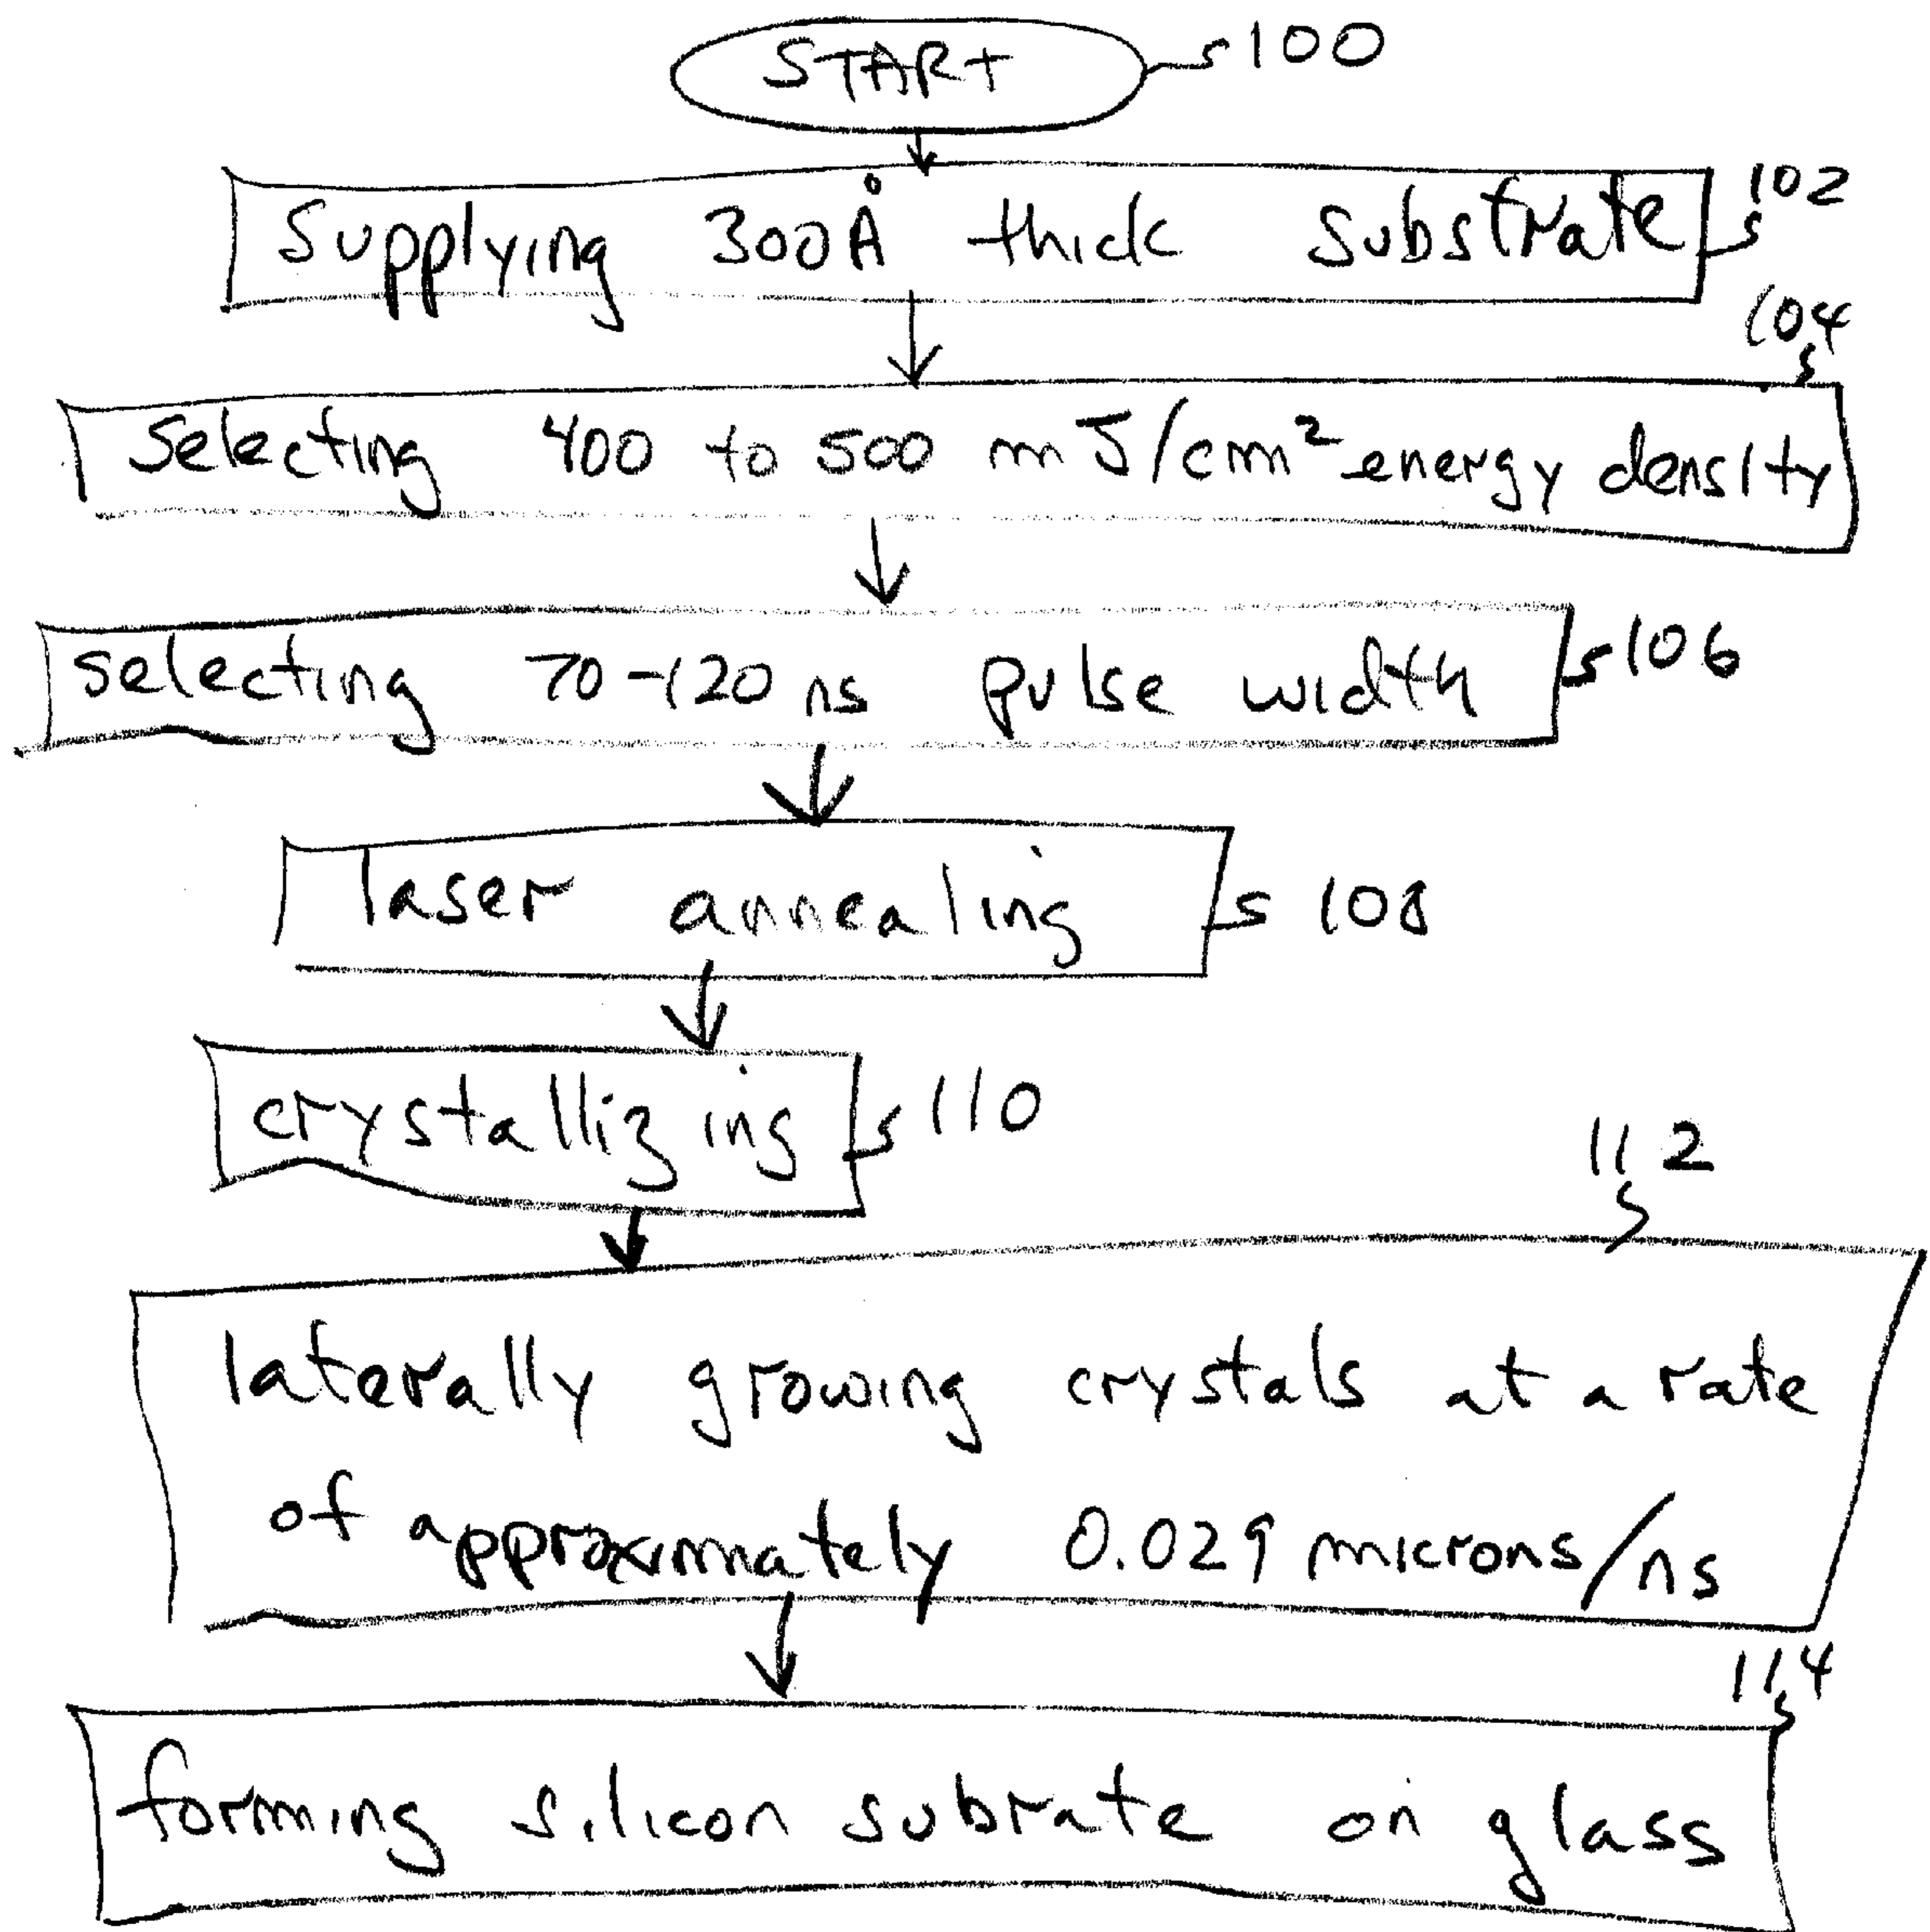 START 100
Supplying 300Å thick Substrate 102
104
Selecting 400 to 500 mJ/cm² energy density
selecting 70-120 ns pulse width 106
laser annealing 108
crystallizing 110
112
laterally growing crystals at a rate
of approximately 0.029 microns/ns
114
forming silicon subrate on glass